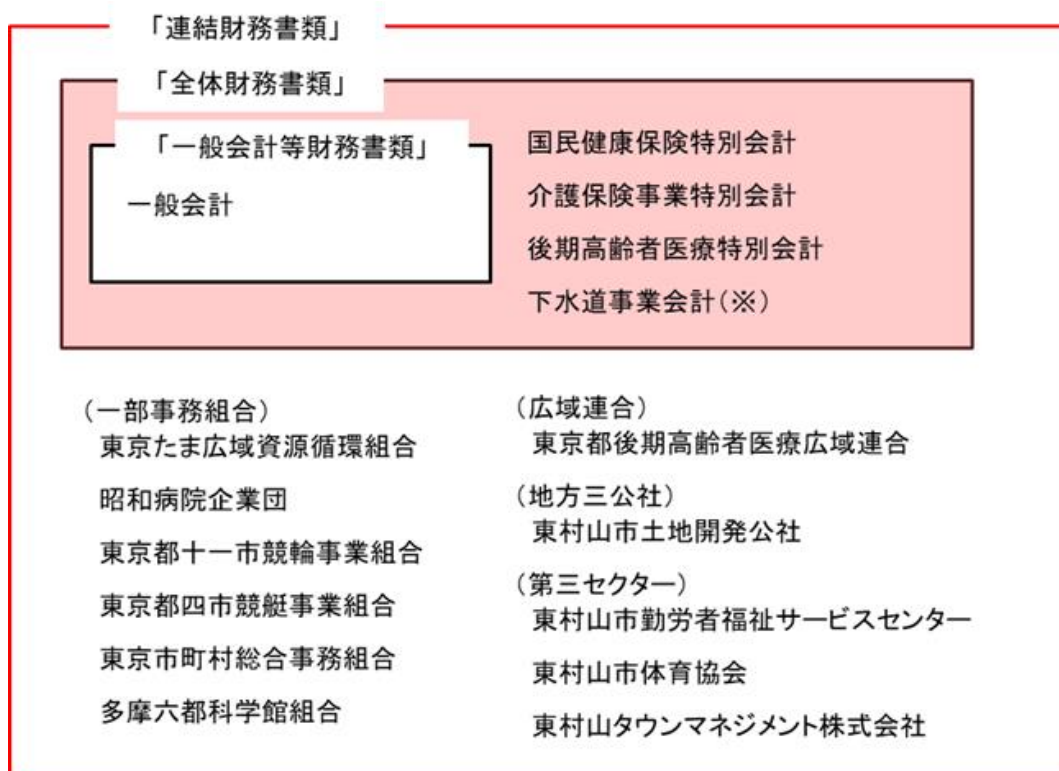 「連結財務書類」
「全体財務書類」
「一般会計等財務書類」
一般会計
国民健康保険特別会計
介護保険事業特別会計
後期高齢者医療特別会計
下水道事業会計(※)
(一部事務組合)
東京たま広域資源循環組合
昭和病院企業団
東京都十一市競輪事業組合
東京都四市競艇事業組合
東京市町村総合事務組合
多摩六都科学館組合
(広域連合)
東京都後期高齢者医療広域連合
(地方三公社)
東村山市土地開発公社
(第三セクター)
東村山市勤労者福祉サービスセンター
東村山市体育協会
東村山タウンマネジメント株式会社